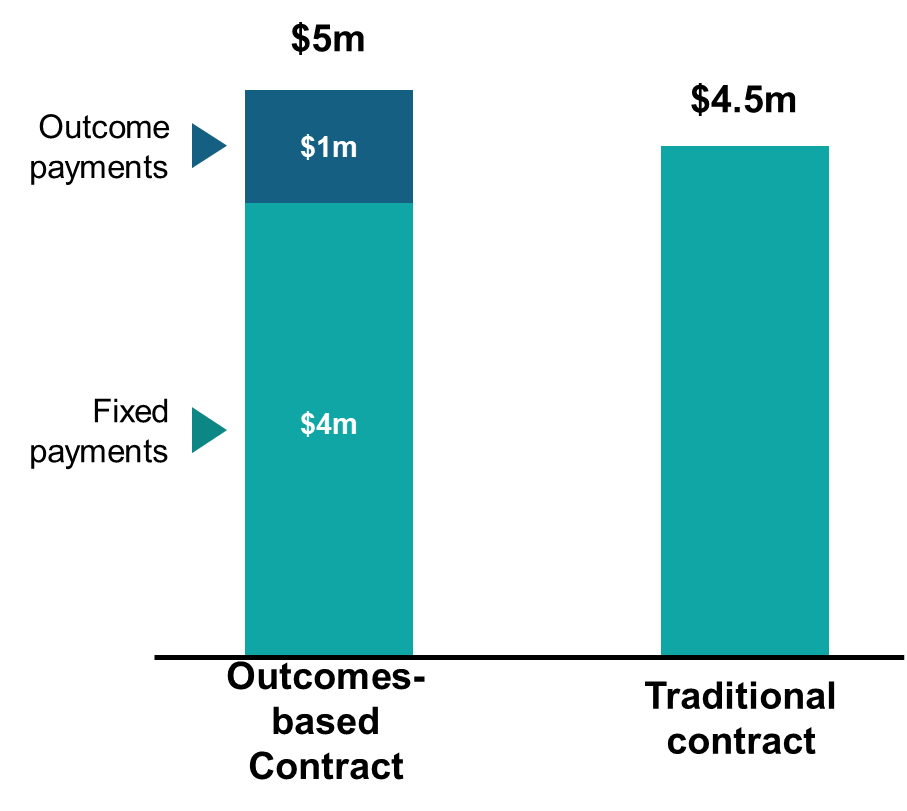 $5m
$4.5m
Outcome
payments
$1m
Fixed
payments
$4m
Outcomes-
based
Contract
Traditional
contract